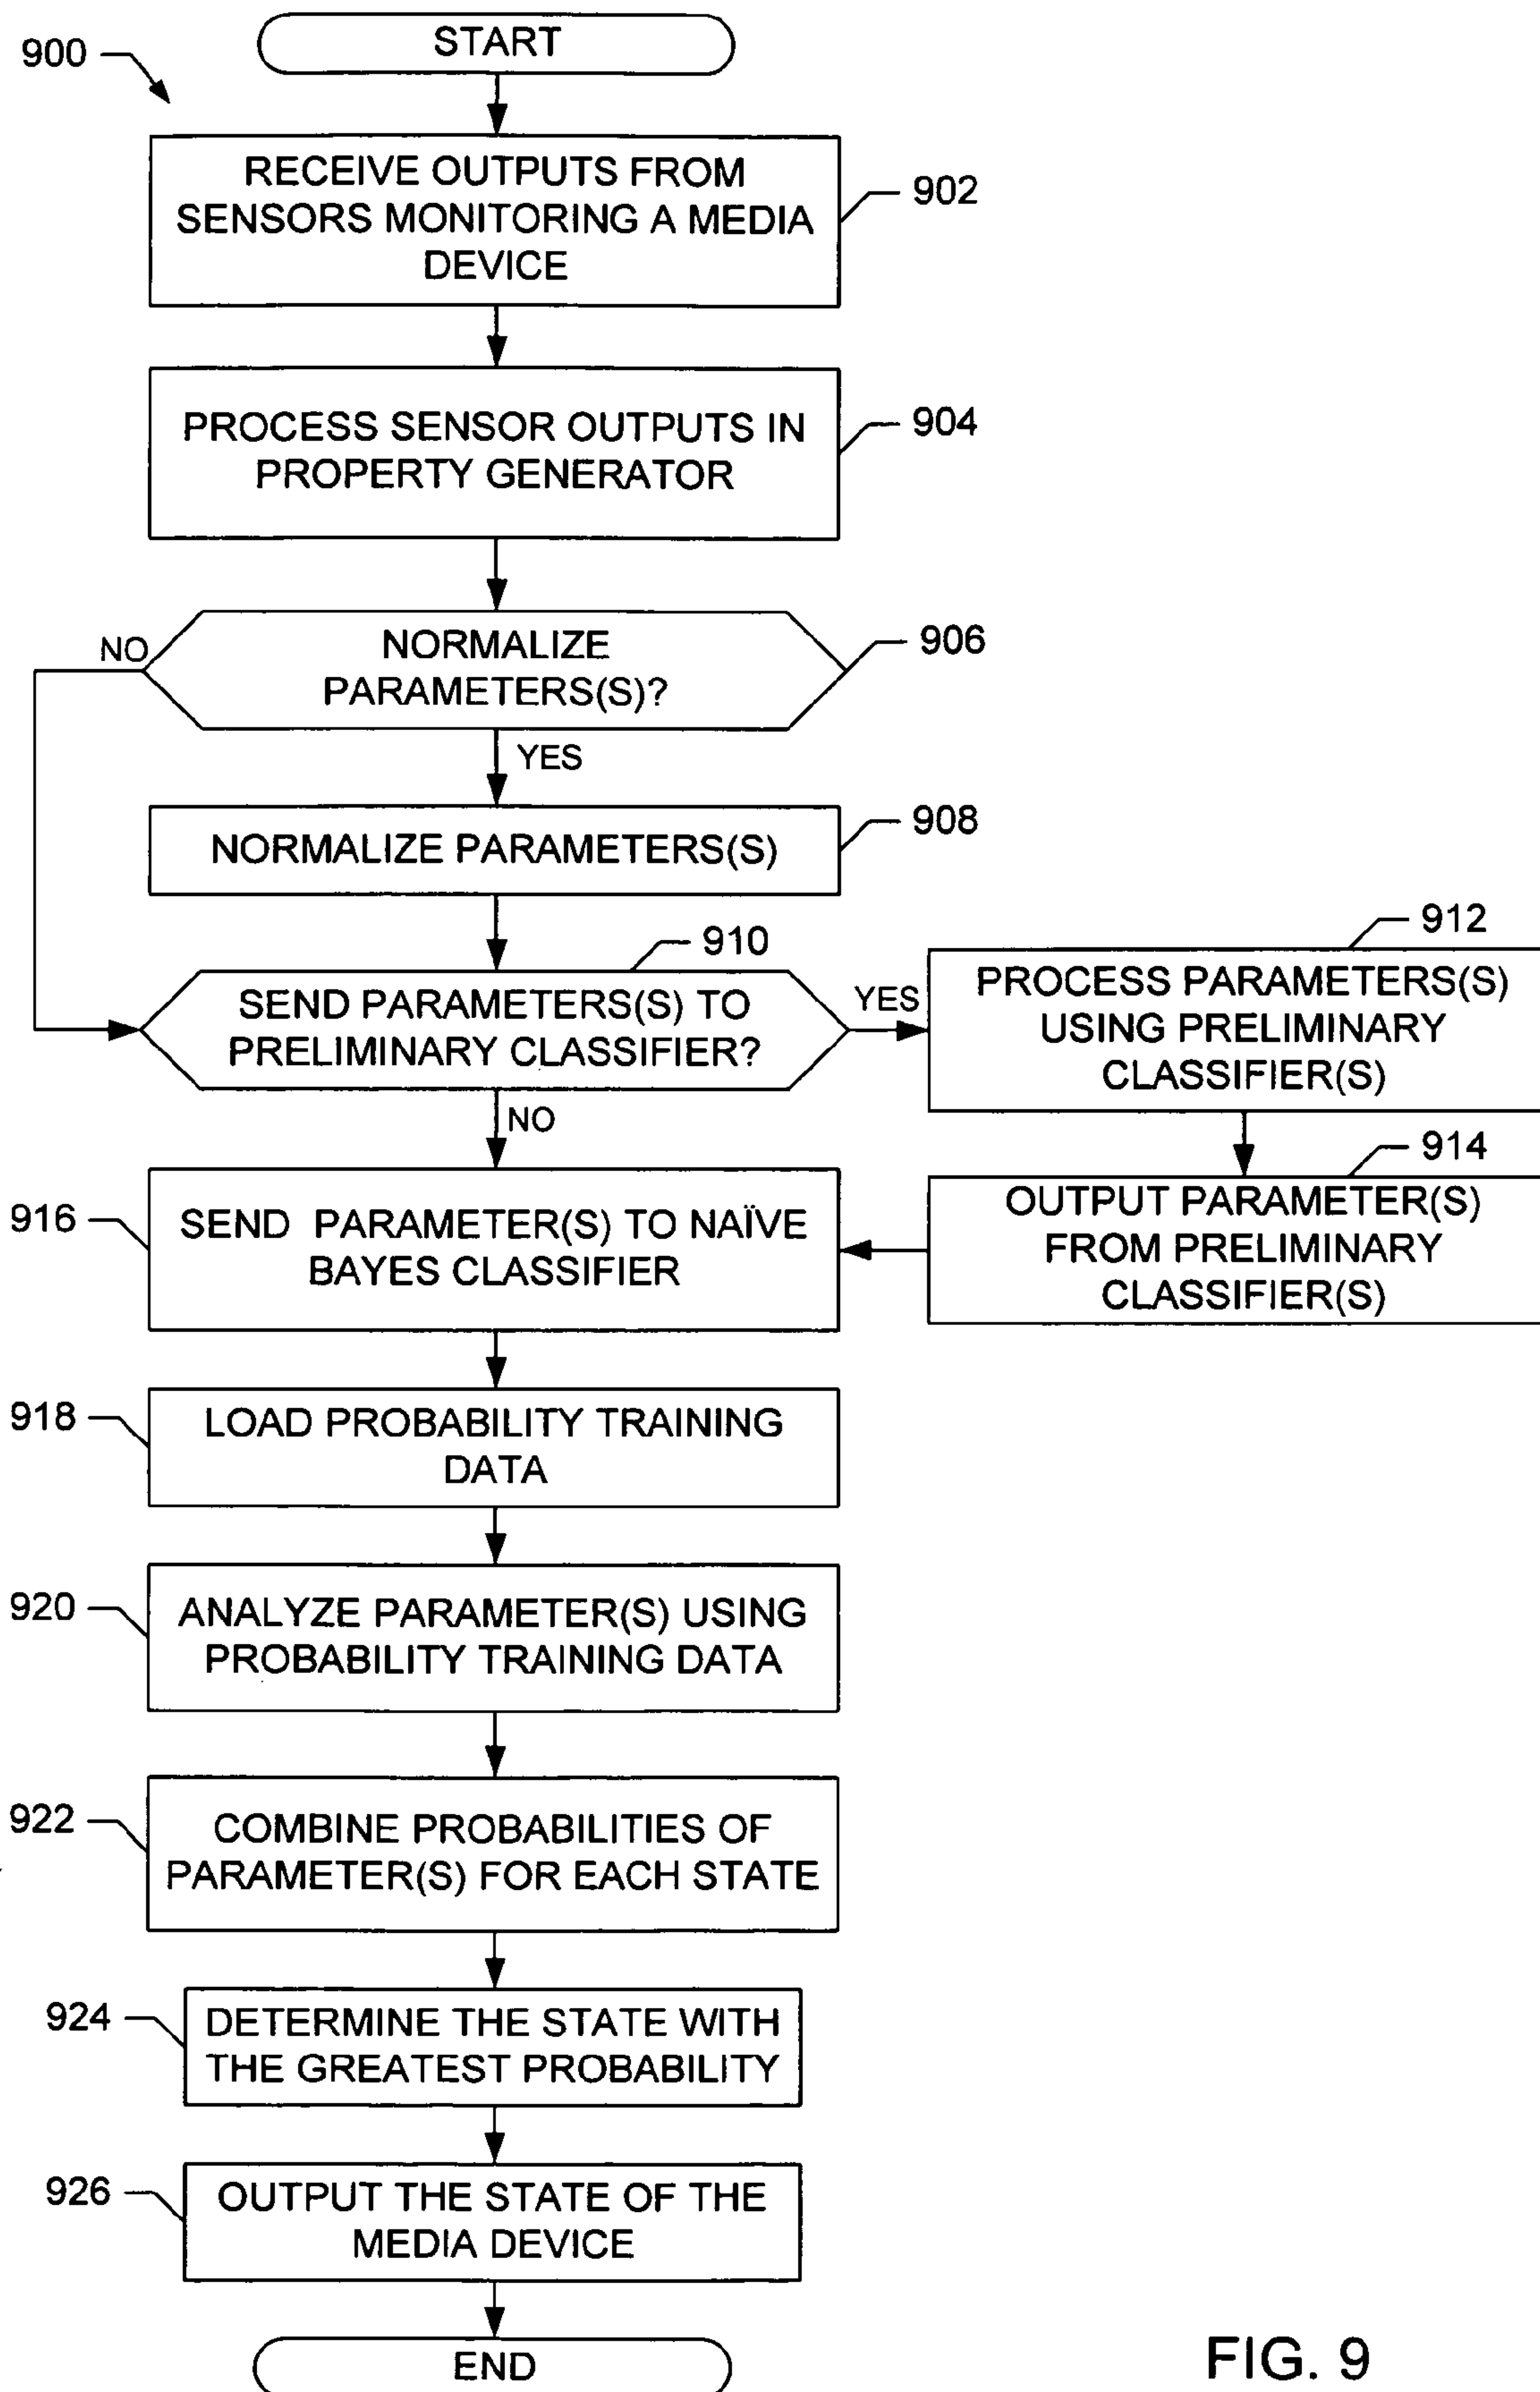 START
900
RECEIVE OUTPUTS FROM
SENSORS MONITORING A MEDIA
DEVICE
902
PROCESS SENSOR OUTPUTS IN
PROPERTY GENERATOR
904
NORMALIZE
PARAMETERS(S)?
906
NO
YES
NORMALIZE PARAMETERS(S)
908
SEND PARAMETERS(S) TO
PRELIMINARY CLASSIFIER?
910
YES
NO
PROCESS PARAMETERS(S)
USING PRELIMINARY
CLASSIFIER(S)
912
OUTPUT PARAMETER(S)
FROM PRELIMINARY
CLASSIFIER(S)
914
916
SEND PARAMETER(S) TO NAÏVE
BAYES CLASSIFIER
918
LOAD PROBABILITY TRAINING
DATA
920
ANALYZE PARAMETER(S) USING
PROBABILITY TRAINING DATA
922
COMBINE PROBABILITIES OF
PARAMETER(S) FOR EACH STATE
924
DETERMINE THE STATE WITH
THE GREATEST PROBABILITY
926
OUTPUT THE STATE OF THE
MEDIA DEVICE
END
FIG. 9